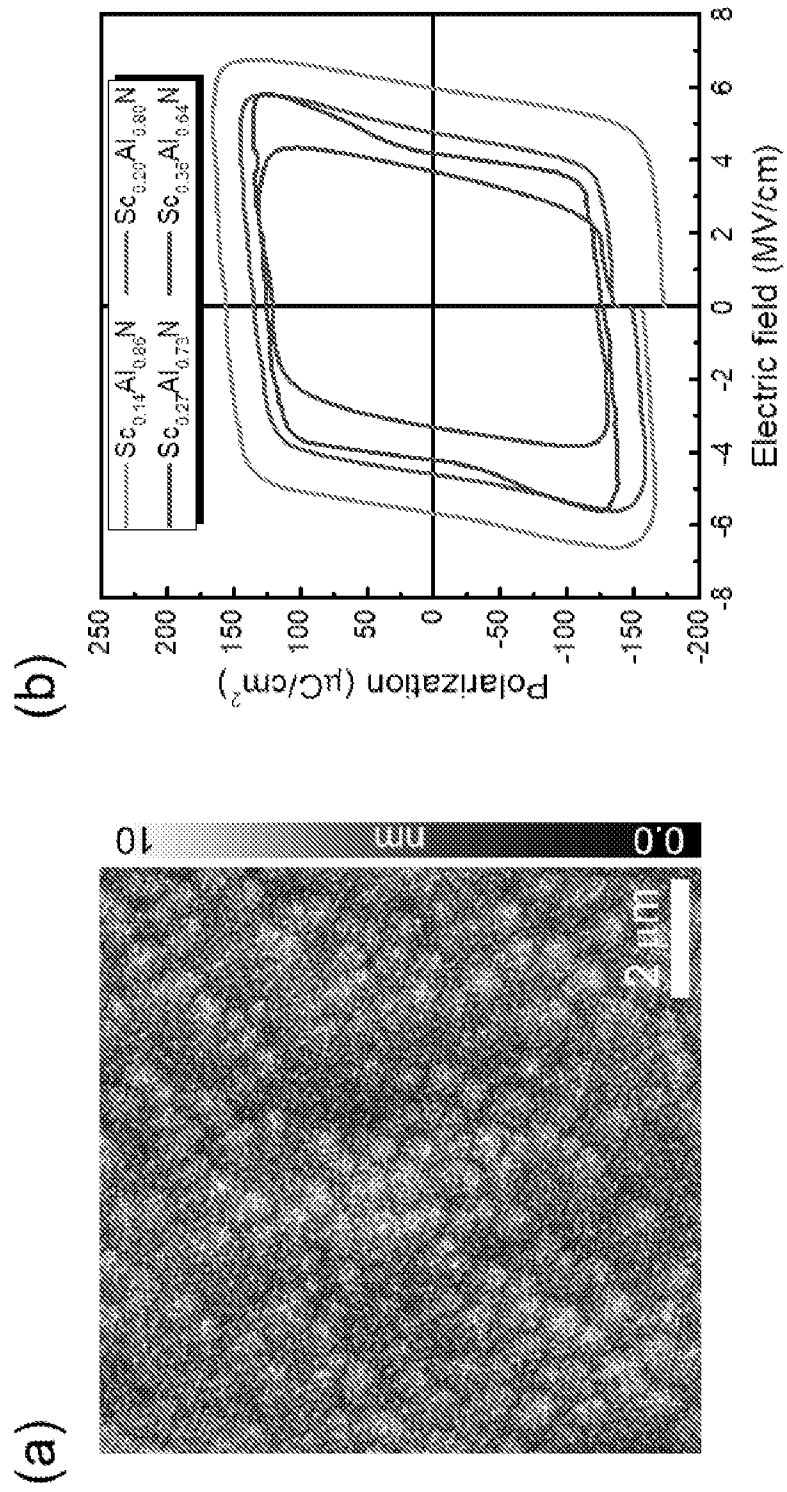 (a)
10
nm
0.0
2 μm
(b)
Sc0.14Al0.86N Sc0.20Al0.80N
Sc0.27Al0.73N Sc0.36Al0.64N
250
200
150
100
50
0
-50
-100
-150
-200
Polarization (μC/cm²)
-8 -6 -4 -2 0 2 4 6 8
Electric field (MV/cm)